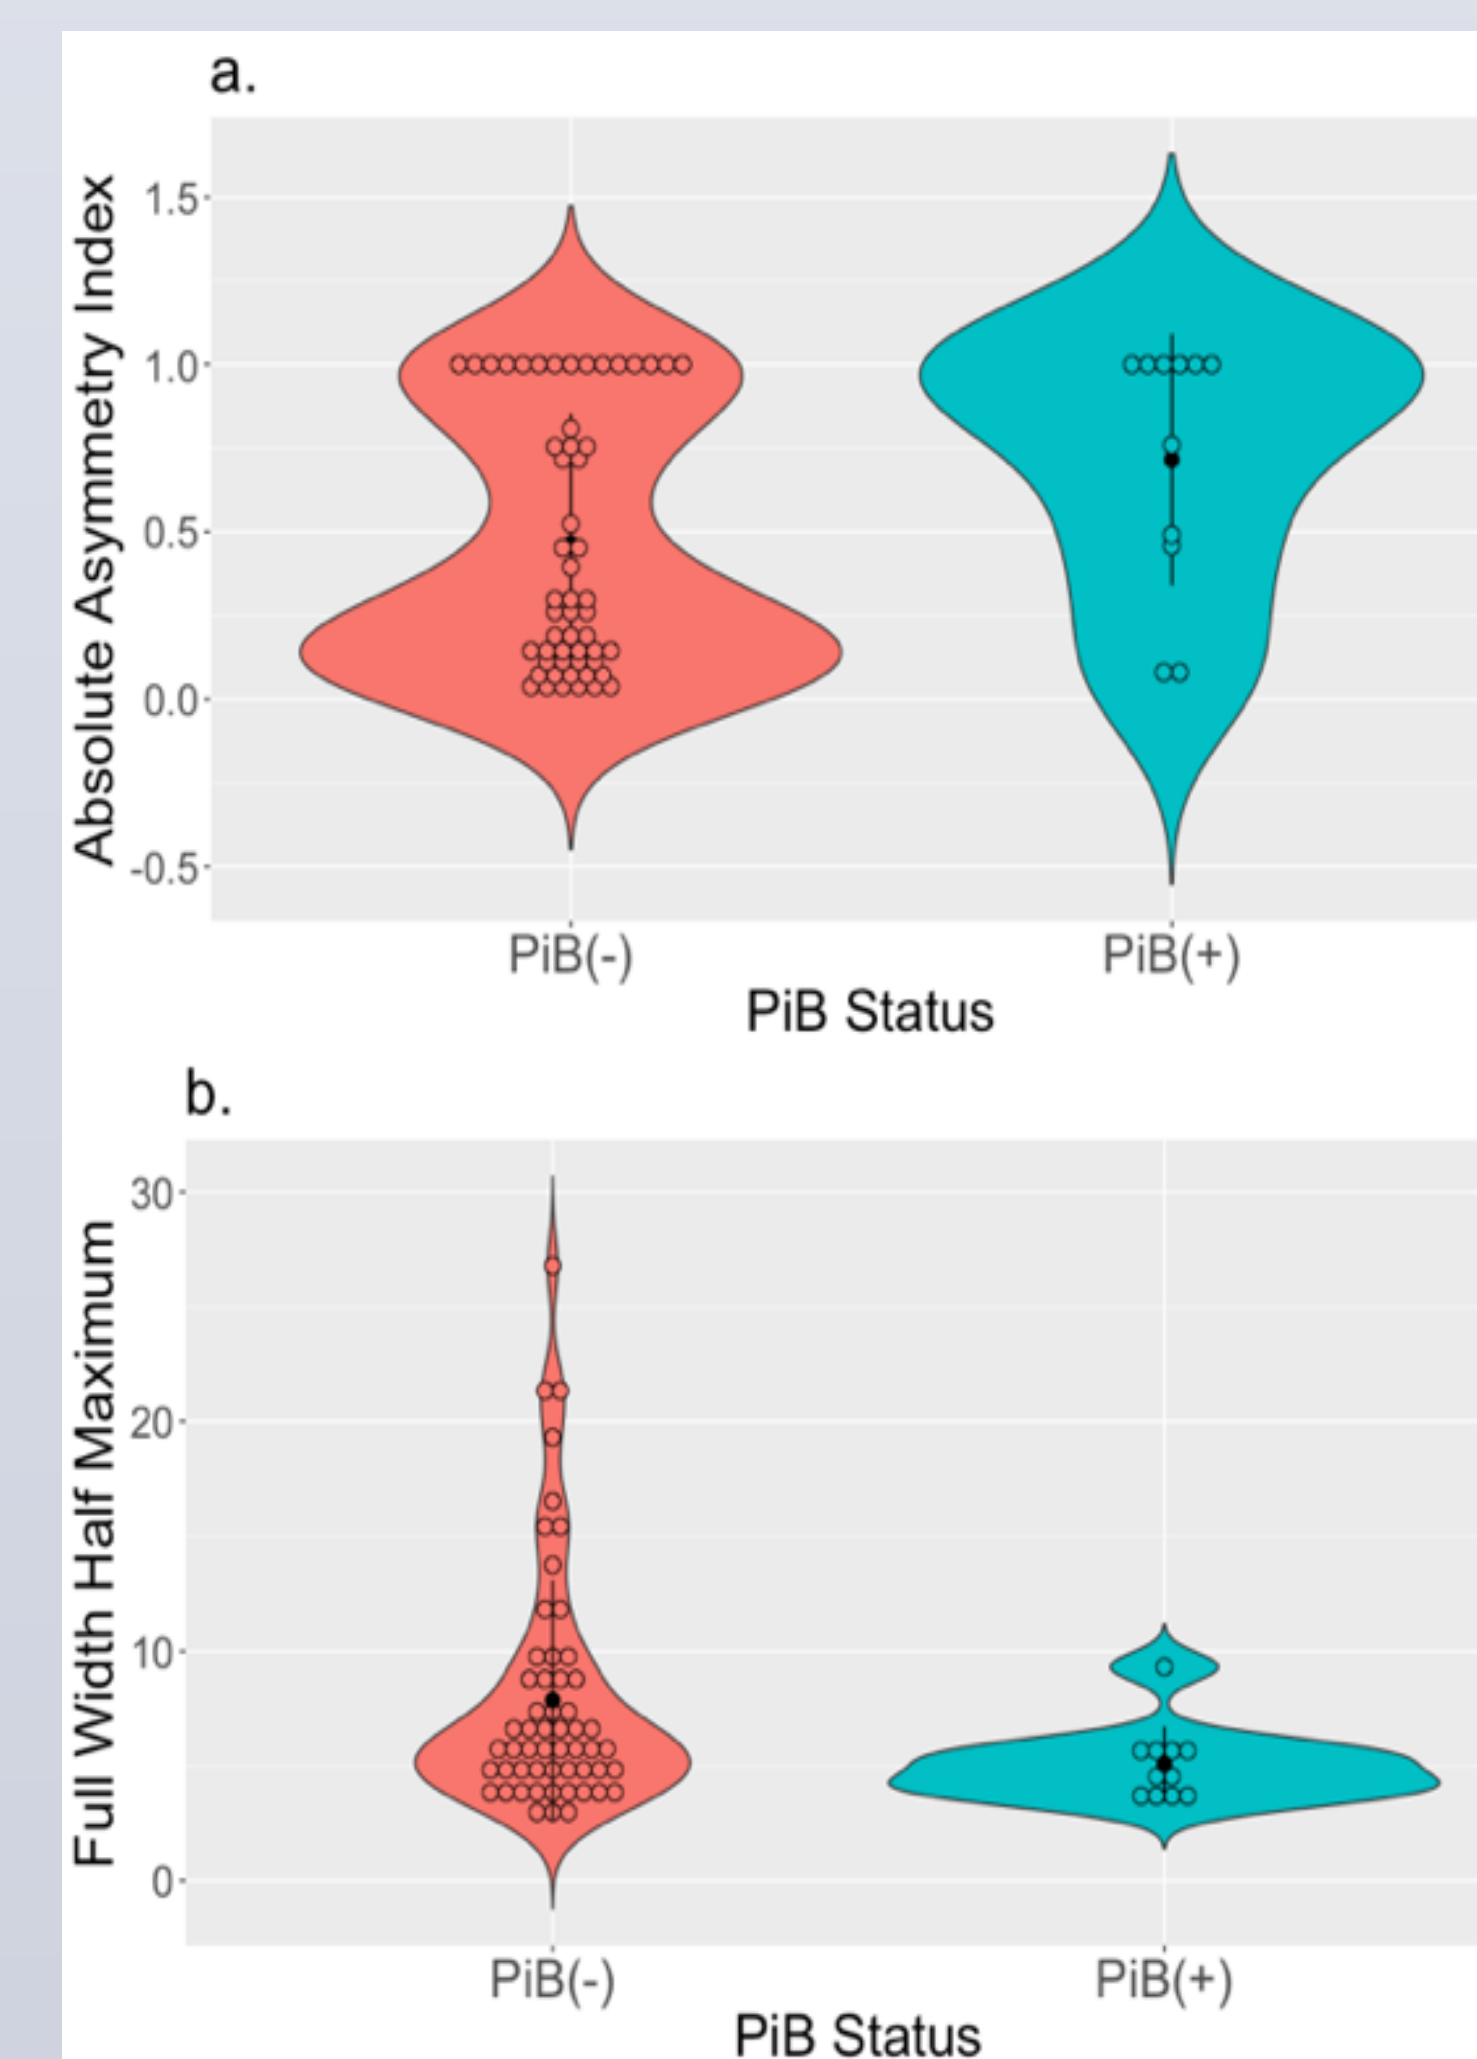 a.
Absolute Asymmetry Index
1.5
1.0
0.5
0.0
-0.5
PiB(-)
PiB(+)
PiB Status
b.
Full Width Half Maximum
30
20
10
0
PiB(-)
PiB(+)
PiB Status